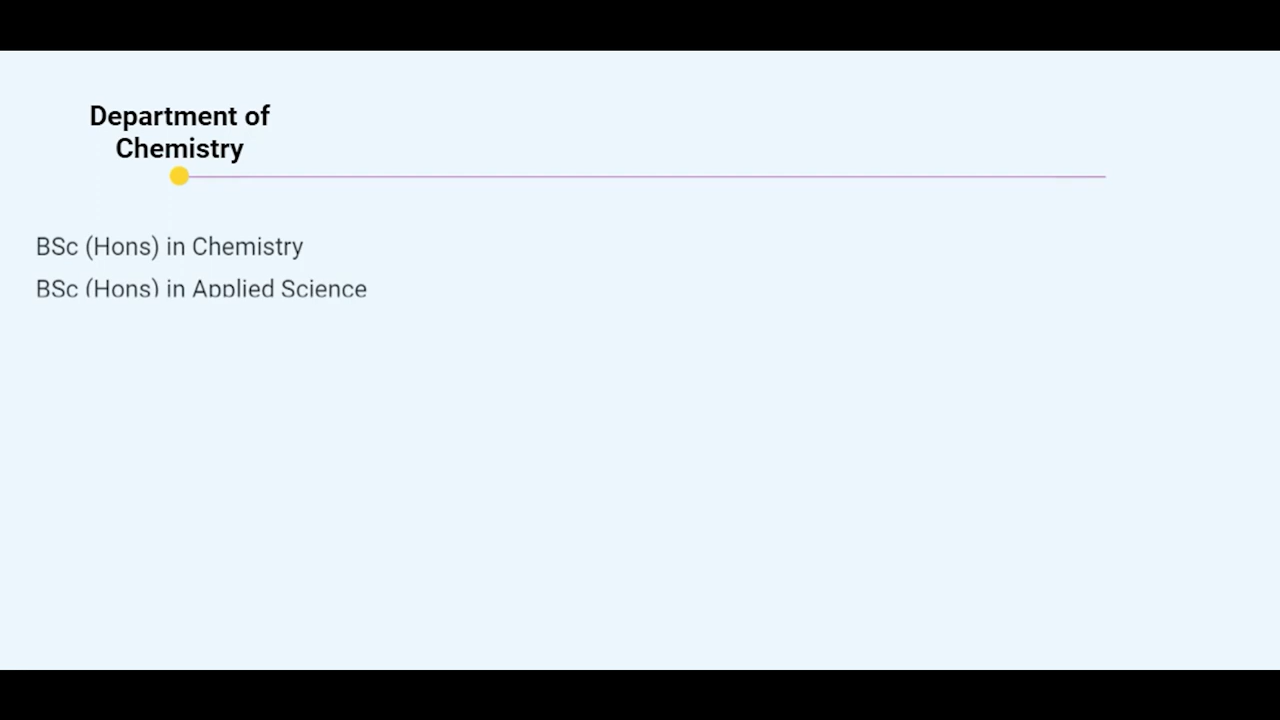 Department of
Chemistry
BSc (Hons) in Chemistry
BSc (Hons) in Applied Science